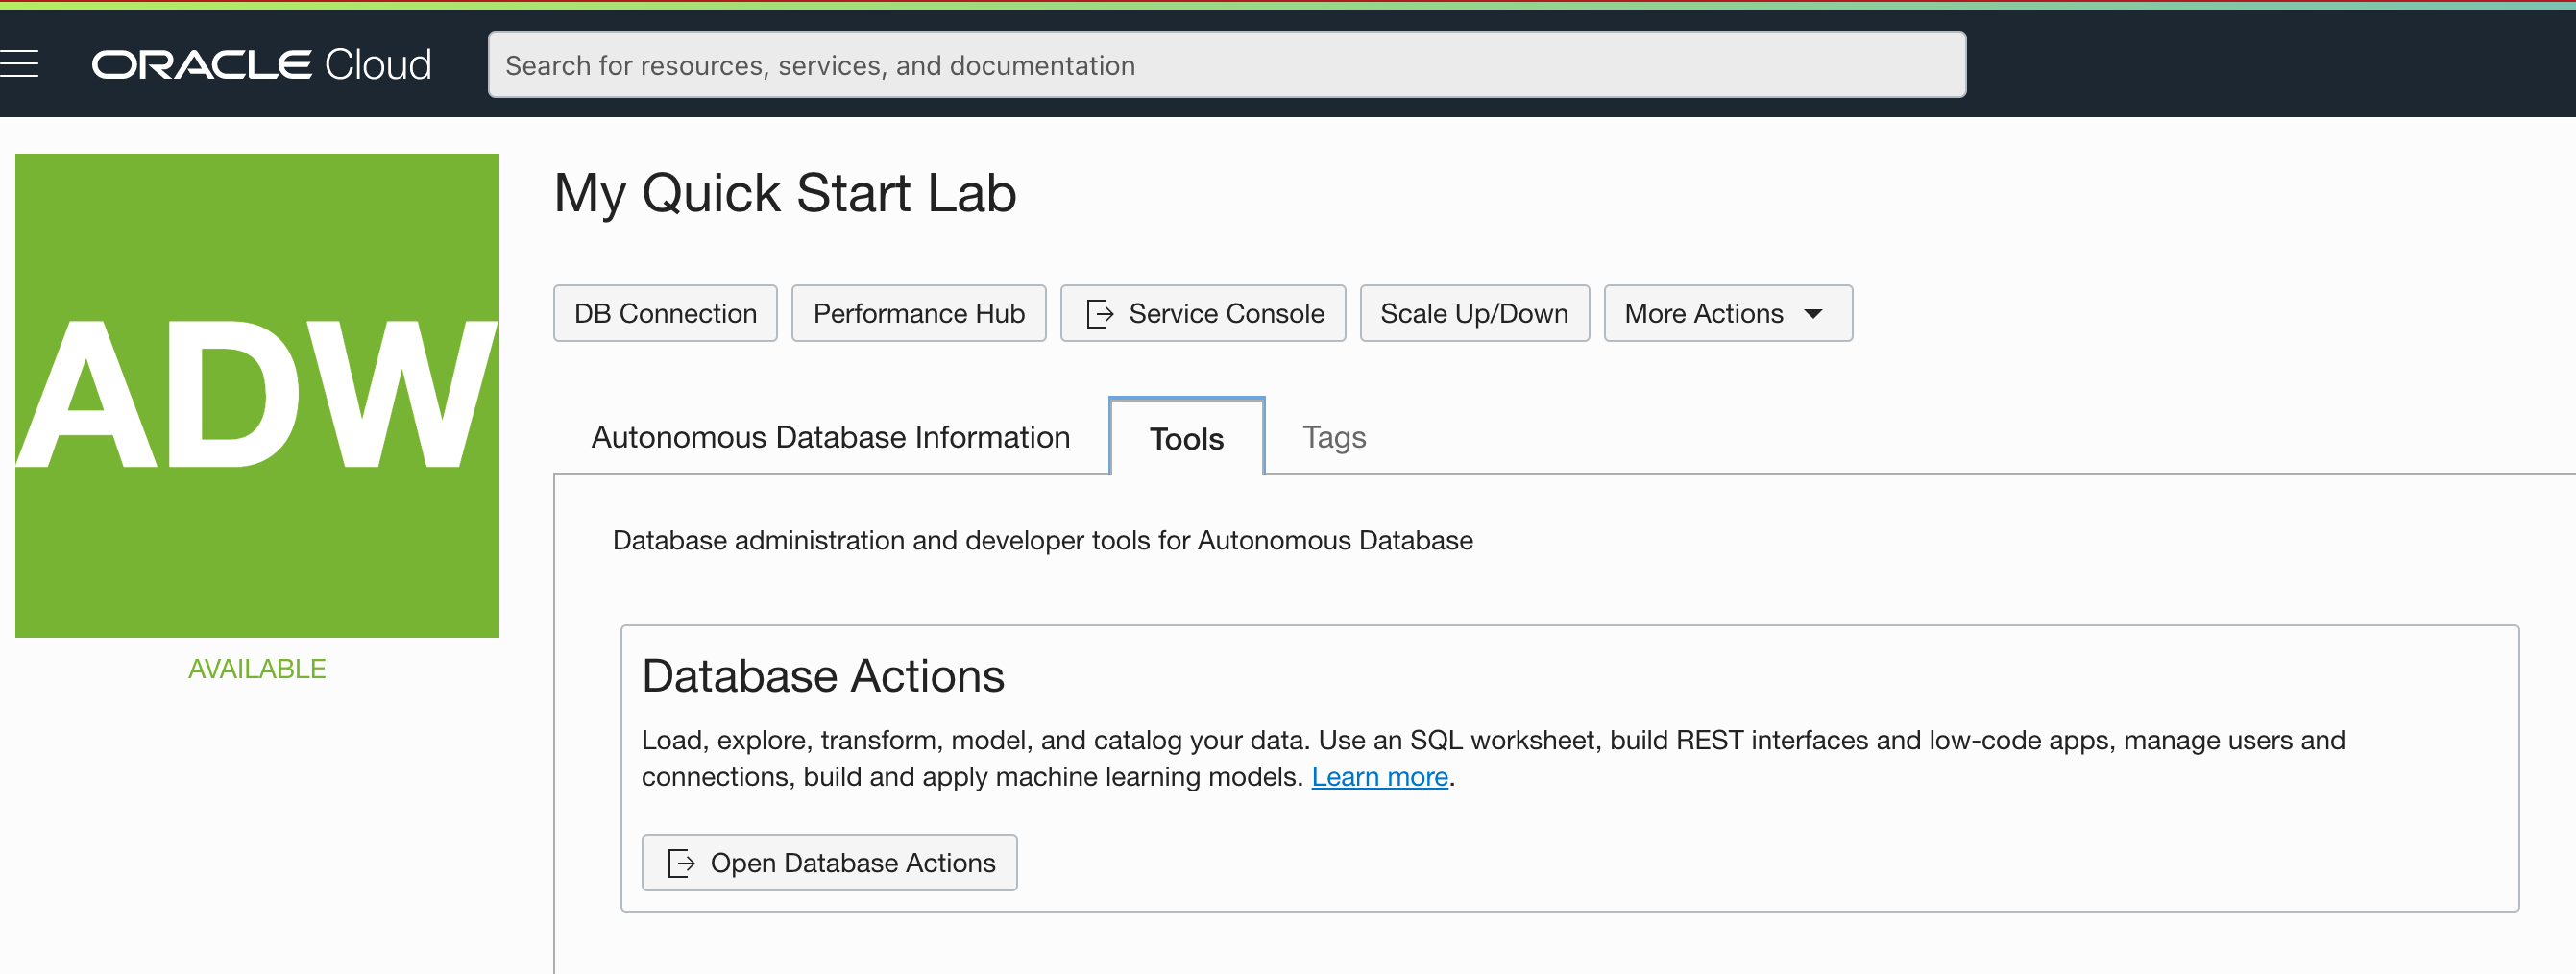 ORACLE Cloud
Search for resources, services, and documentation
ADW
AVAILABLE
My Quick Start Lab
DB Connection
Performance Hub
Service Console
Scale Up/Down
More Actions
Autonomous Database Information
Tools
Tags
Database administration and developer tools for Autonomous Database
Database Actions
Load, explore, transform, model, and catalog your data. Use an SQL worksheet, build REST interfaces and low-code apps, manage users and
connections, build and apply machine learning models. Learn more.
Open Database Actions